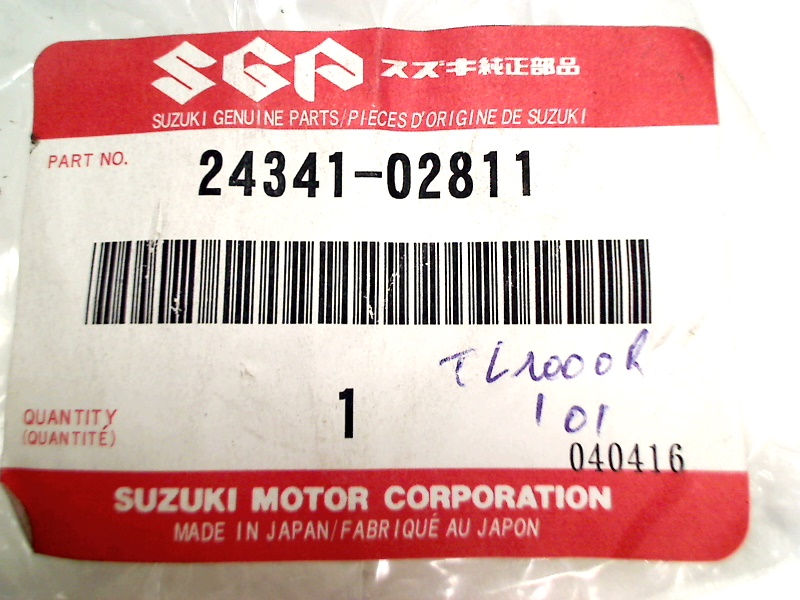 SGP スズキ純正部品
SUZUKI GENUINE PARTS/PIÈCES D'ORIGINE DE SUZUKI
PART NO. 24341-02811
TL1000R
'01
QUANTITY
(QUANTITÉ)
1
040416
SUZUKI MOTOR CORPORATION
MADE IN JAPAN/FABRIQUÉ AU JAPON